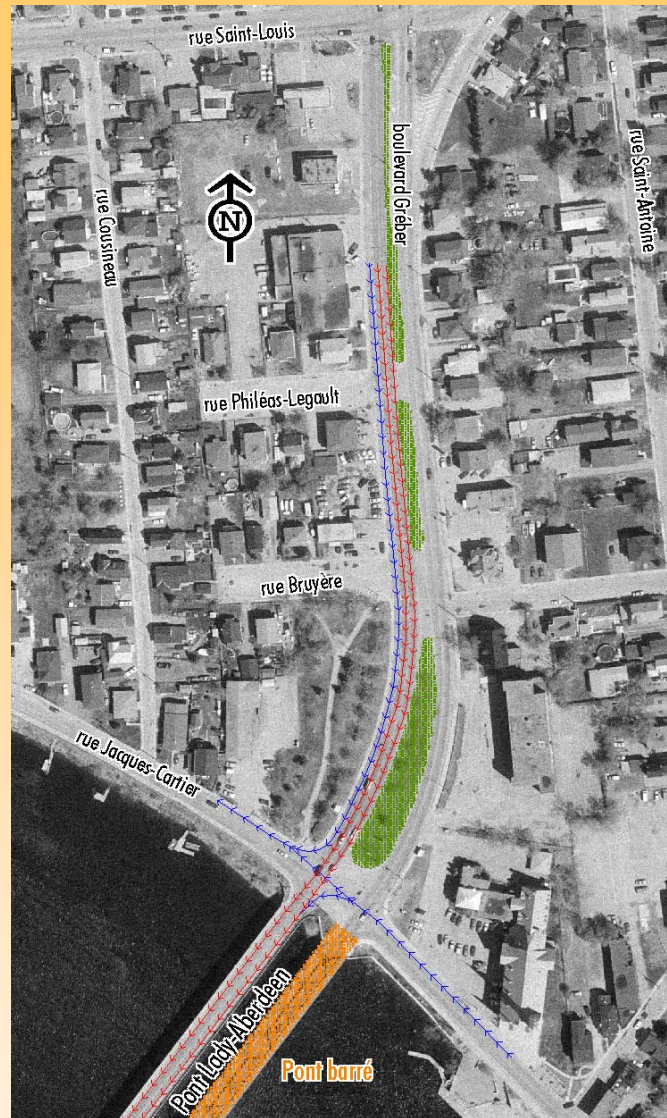 rue Saint-Louis
boulevard Gréber
rue Saint-Antoine
rue Cousineau
N
rue Philéas-Legault
rue Bruyère
rue Jacques-Cartier
Pont Lady-Aberdeen
Pont barré